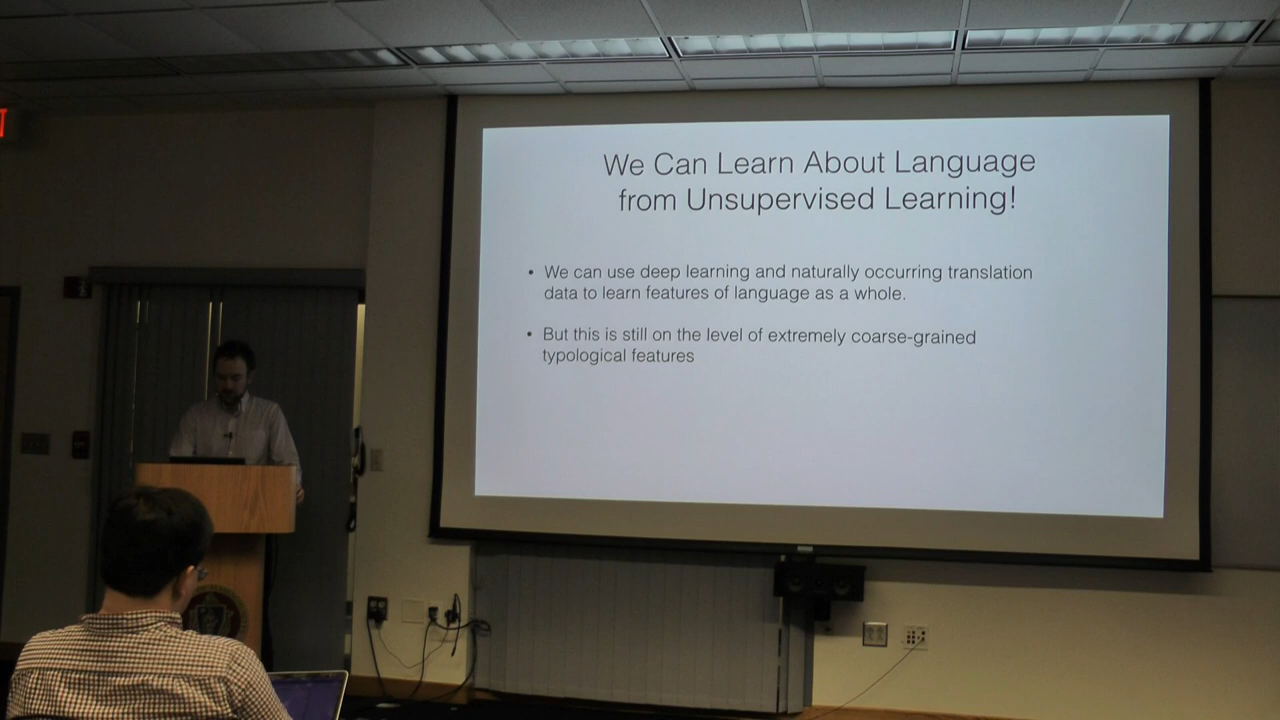 We Can Learn About Language
from Unsupervised Learning!
• We can use deep learning and naturally occurring translation
data to learn features of language as a whole.
• But this is still on the level of extremely coarse-grained
typological features